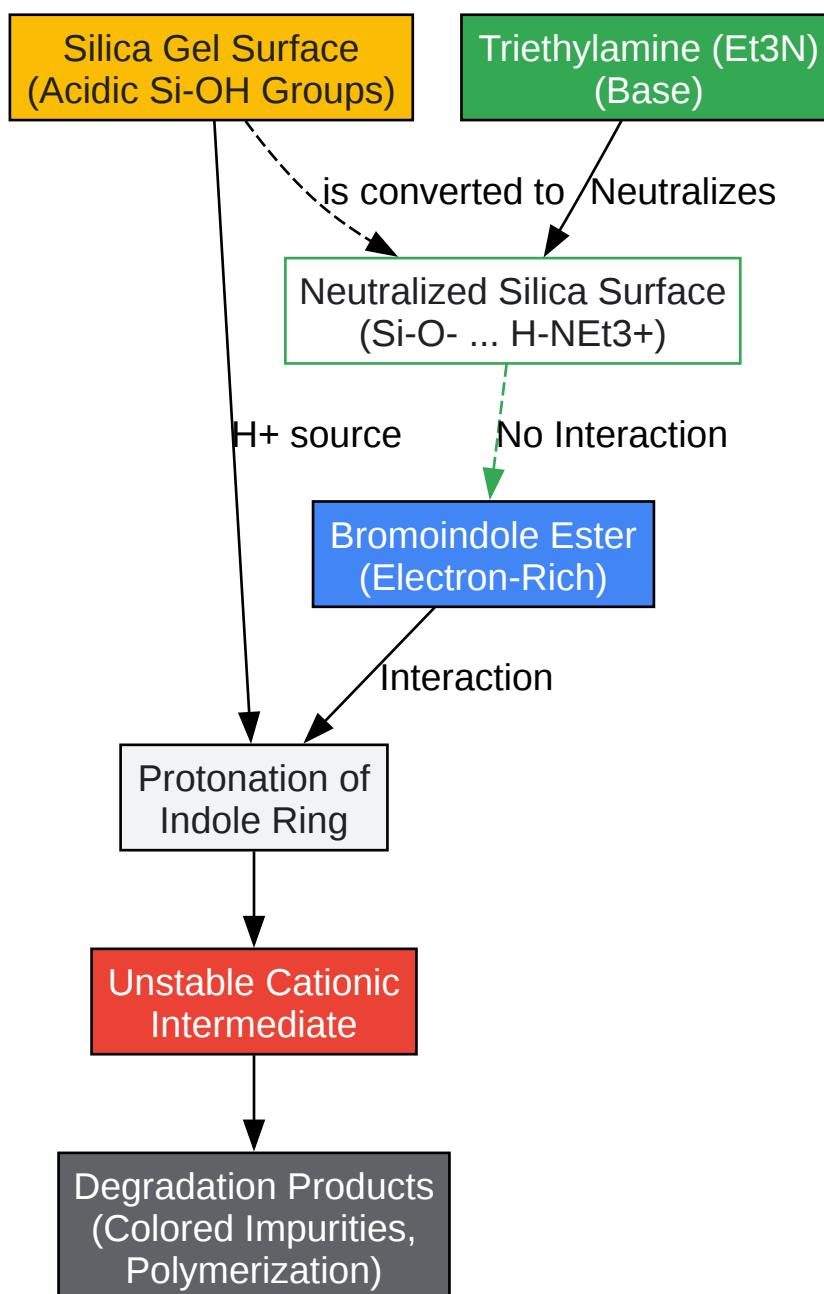 Silica Gel Surface
(Acidic Si-OH Groups)
Triethylamine (Et3N)
(Base)
is converted to
Neutralizes
Neutralized Silica Surface
(Si-O- ... H-NEt3+)
H+ source
No Interaction
Bromoindole Ester
(Electron-Rich)
Interaction
Protonation of
Indole Ring
Unstable Cationic
Intermediate
Degradation Products
(Colored Impurities,
Polymerization)